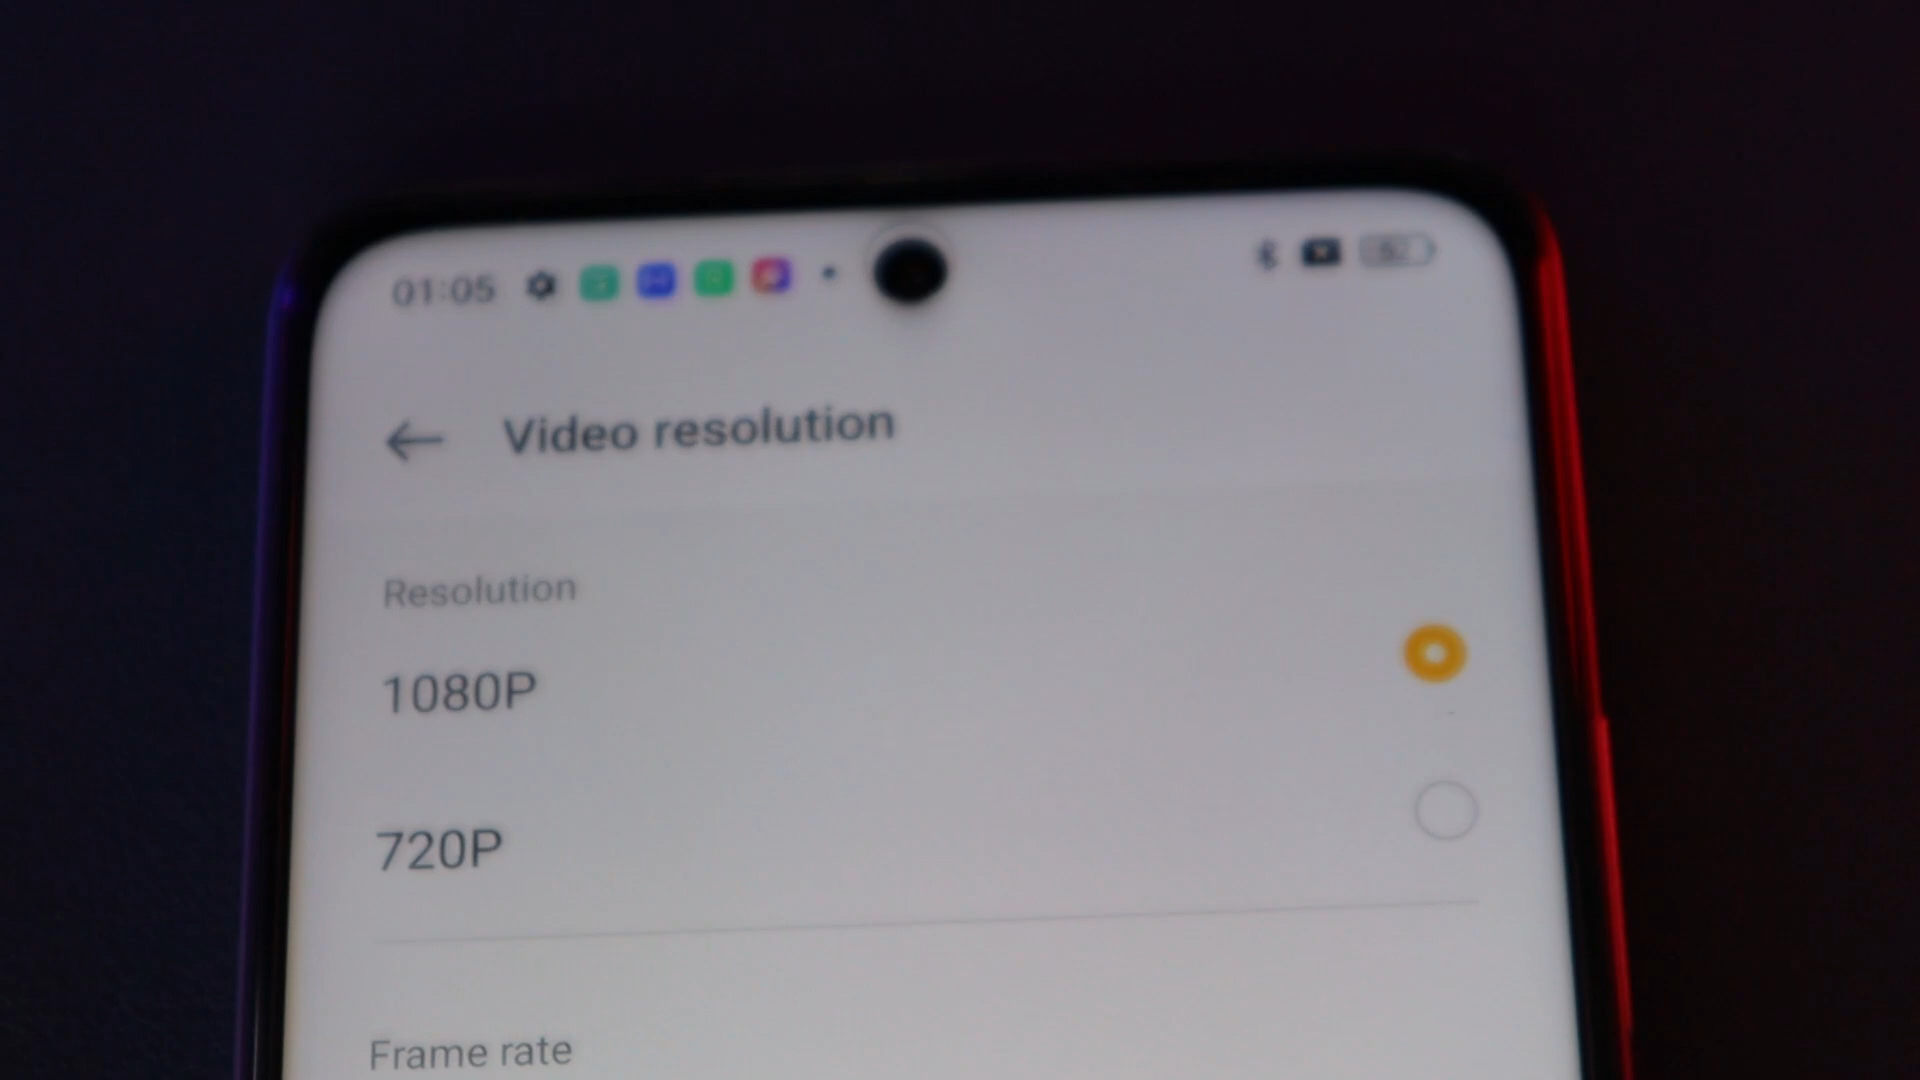 01:05
Video resolution
Resolution
1080P
720P
Frame rate